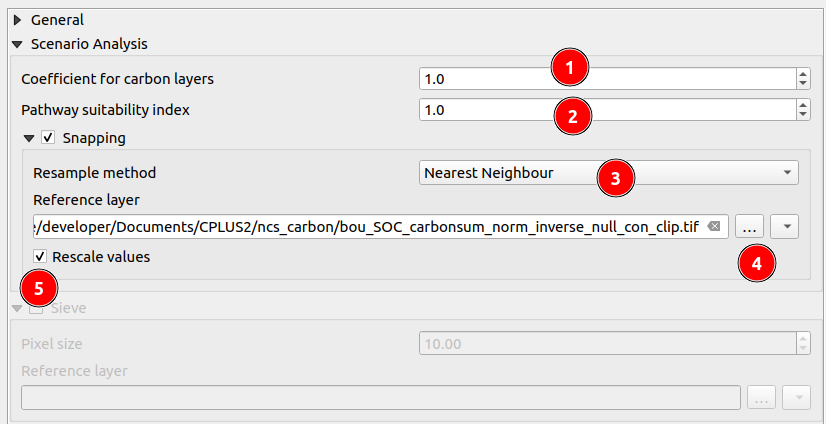 General
Scenario Analysis
Coefficient for carbon layers 1.0 1
Pathway suitability index 1.0 2
Snapping
Resample method Nearest Neighbour 3
Reference layer
e/developer/Documents/CPLUS2/ncs_carbon/bou_SOC_carbonsum_norm_inverse_null_con_clip.tif ...
Rescale values 4
5
Sieve
Pixel size 10.00
Reference layer
...